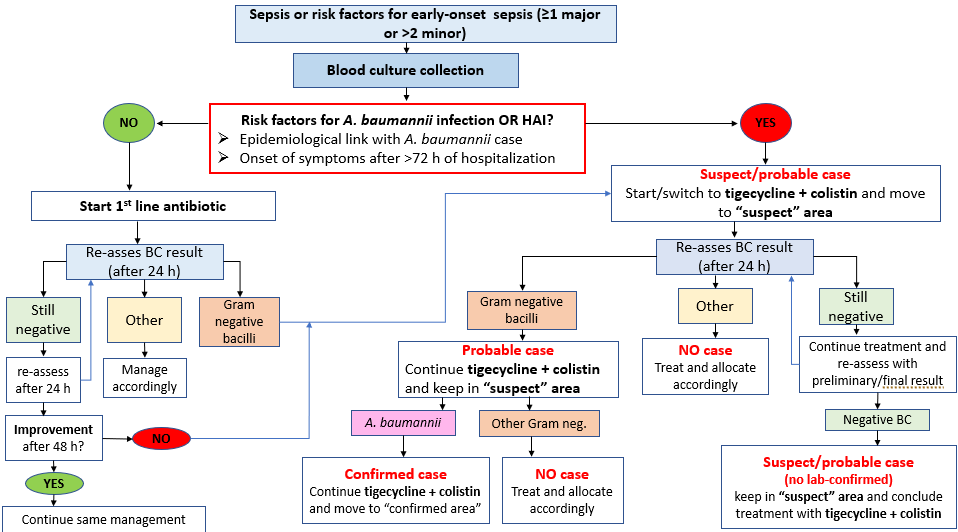 Sepsis or risk factors for early-onset sepsis (≥1 major
or >2 minor)
Blood culture collection
Risk factors for A. baumannii infection OR HAI?
➢ Epidemiological link with A. baumannii case
➢ Onset of symptoms after >72 h of hospitalization
NO
YES
Start 1st line antibiotic
Suspect/probable case
Start/switch to tigecycline + colistin and move
to “suspect” area
Re-asses BC result
(after 24 h)
Still
negative
Other
Gram
negative
bacilli
re-assess
after 24 h
Manage
accordingly
Improvement
after 48 h?
NO
YES
Continue same management
Re-asses BC result
(after 24 h)
Gram negative
bacilli
Other
Still
negative
Probable case
Continue tigecycline + colistin
and keep in “suspect” area
NO case
Treat and allocate
accordingly
Continue treatment and
re-assess with
preliminary/final result
A. baumannii
Other Gram neg.
Negative BC
Confirmed case
Continue tigecycline + colistin
and move to “confirmed area”
NO case
Treat and allocate
accordingly
Suspect/probable case
(no lab-confirmed)
keep in “suspect” area and conclude
treatment with tigecycline + colistin